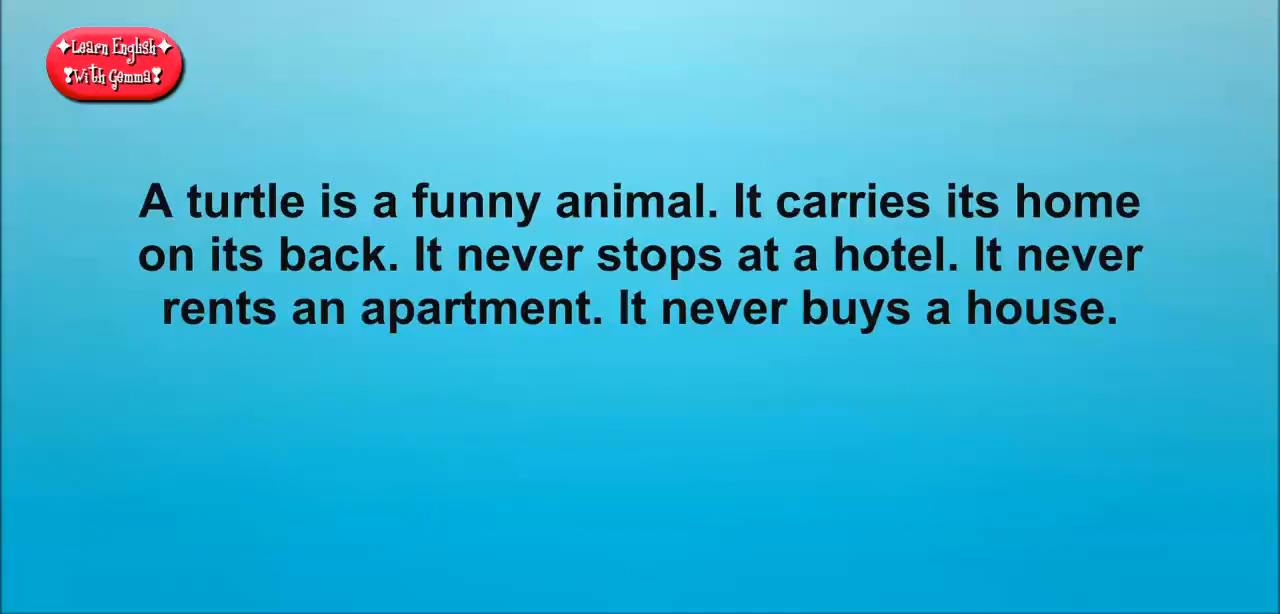 Learn English
With Gemma
A turtle is a funny animal. It carries its home
on its back. It never stops at a hotel. It never
rents an apartment. It never buys a house.